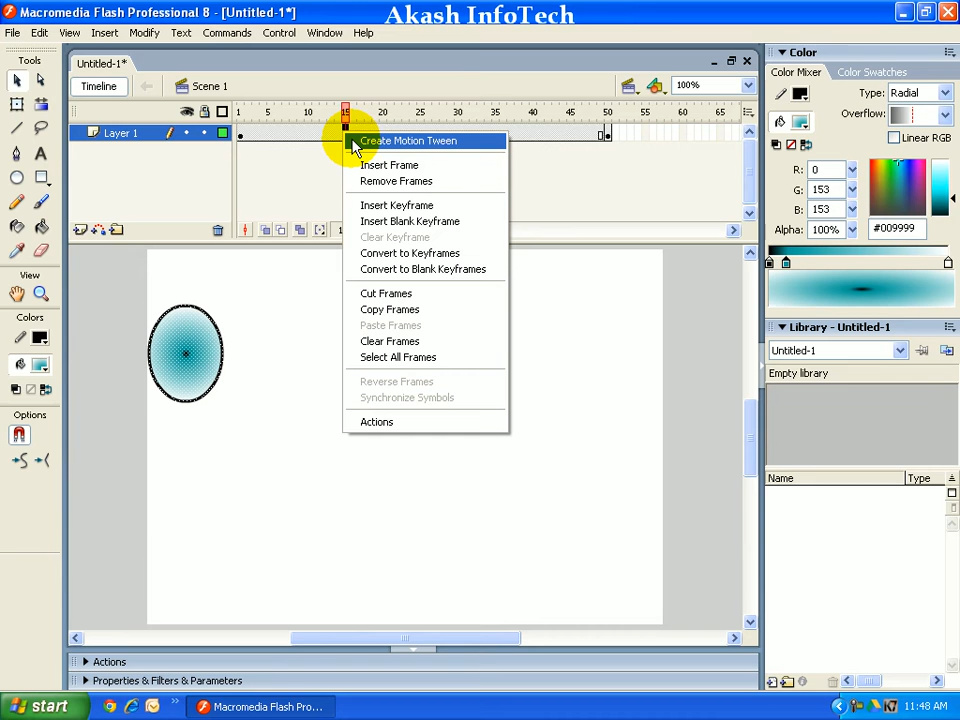 Macromedia Flash Professional 8 - [Untitled-1*]
Akash InfoTech
File Edit View Insert Modify Text Commands Control Window Help
Tools
View
Colors
Options
Untitled-1*
Timeline
Scene 1
100%
1 5 10 15 20 25 30 35 40 45 50 55 60 65
Layer 1
1
Create Motion Tween
Insert Frame
Remove Frames
Insert Keyframe
Insert Blank Keyframe
Clear Keyframe
Convert to Keyframes
Convert to Blank Keyframes
Cut Frames
Copy Frames
Paste Frames
Clear Frames
Select All Frames
Reverse Frames
Synchronize Symbols
Actions
Actions
Properties & Filters & Parameters
Color
Color Mixer
Color Swatches
Type: Radial
Overflow:
Linear RGB
R: 0
G: 153
B: 153
Alpha: 100%
#009999
Library - Untitled-1
Untitled-1
Empty library
Name Type
start
Macromedia Flash Pro...
11:48 AM